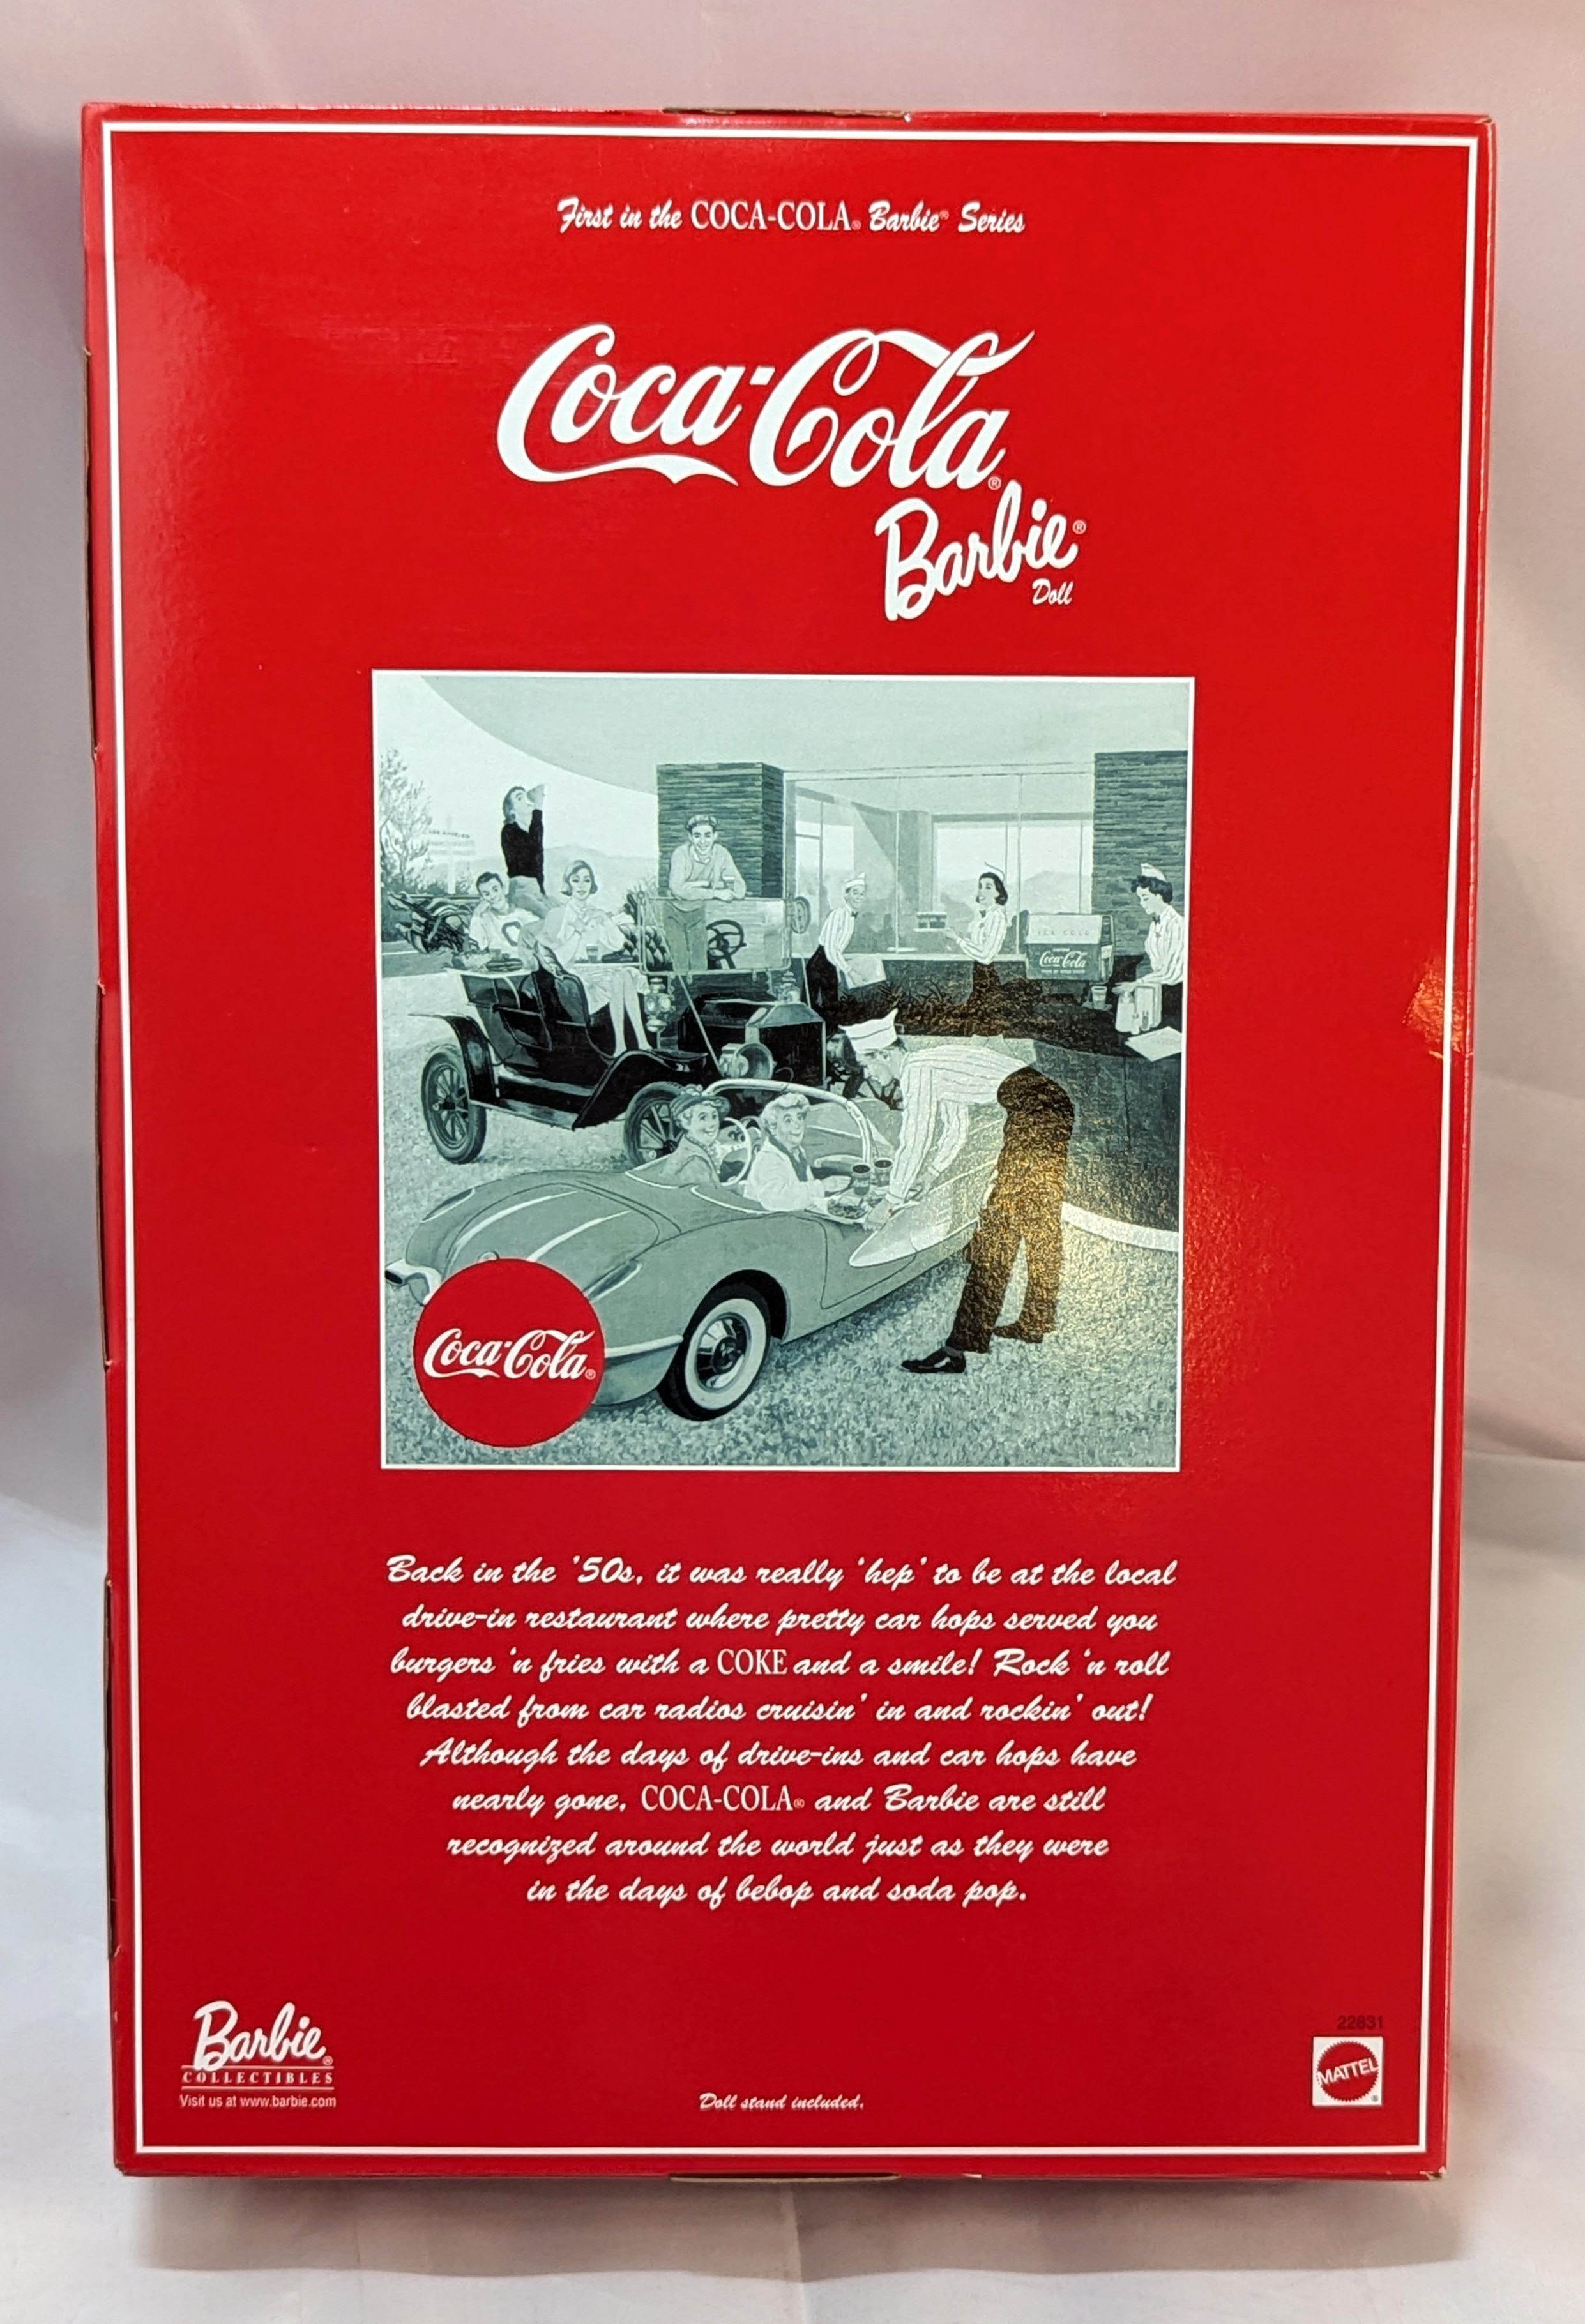 First in the COCA-COLA® Barbie® Series
Coca-Cola®
Barbie®
Doll
Coca-Cola
Coca-Cola®
Back in the '50s, it was really 'hep' to be at the local
drive-in restaurant where pretty car hops served you
burgers 'n fries with a COKE and a smile! Rock 'n roll
blasted from car radios cruisin' in and rockin' out!
Although the days of drive-ins and car hops have
nearly gone, COCA-COLA® and Barbie are still
recognized around the world just as they were
in the days of bebop and soda pop.
Barbie®
COLLECTIBLES
Visit us at www.barbie.com
Doll stand included.
22831
MATTEL®